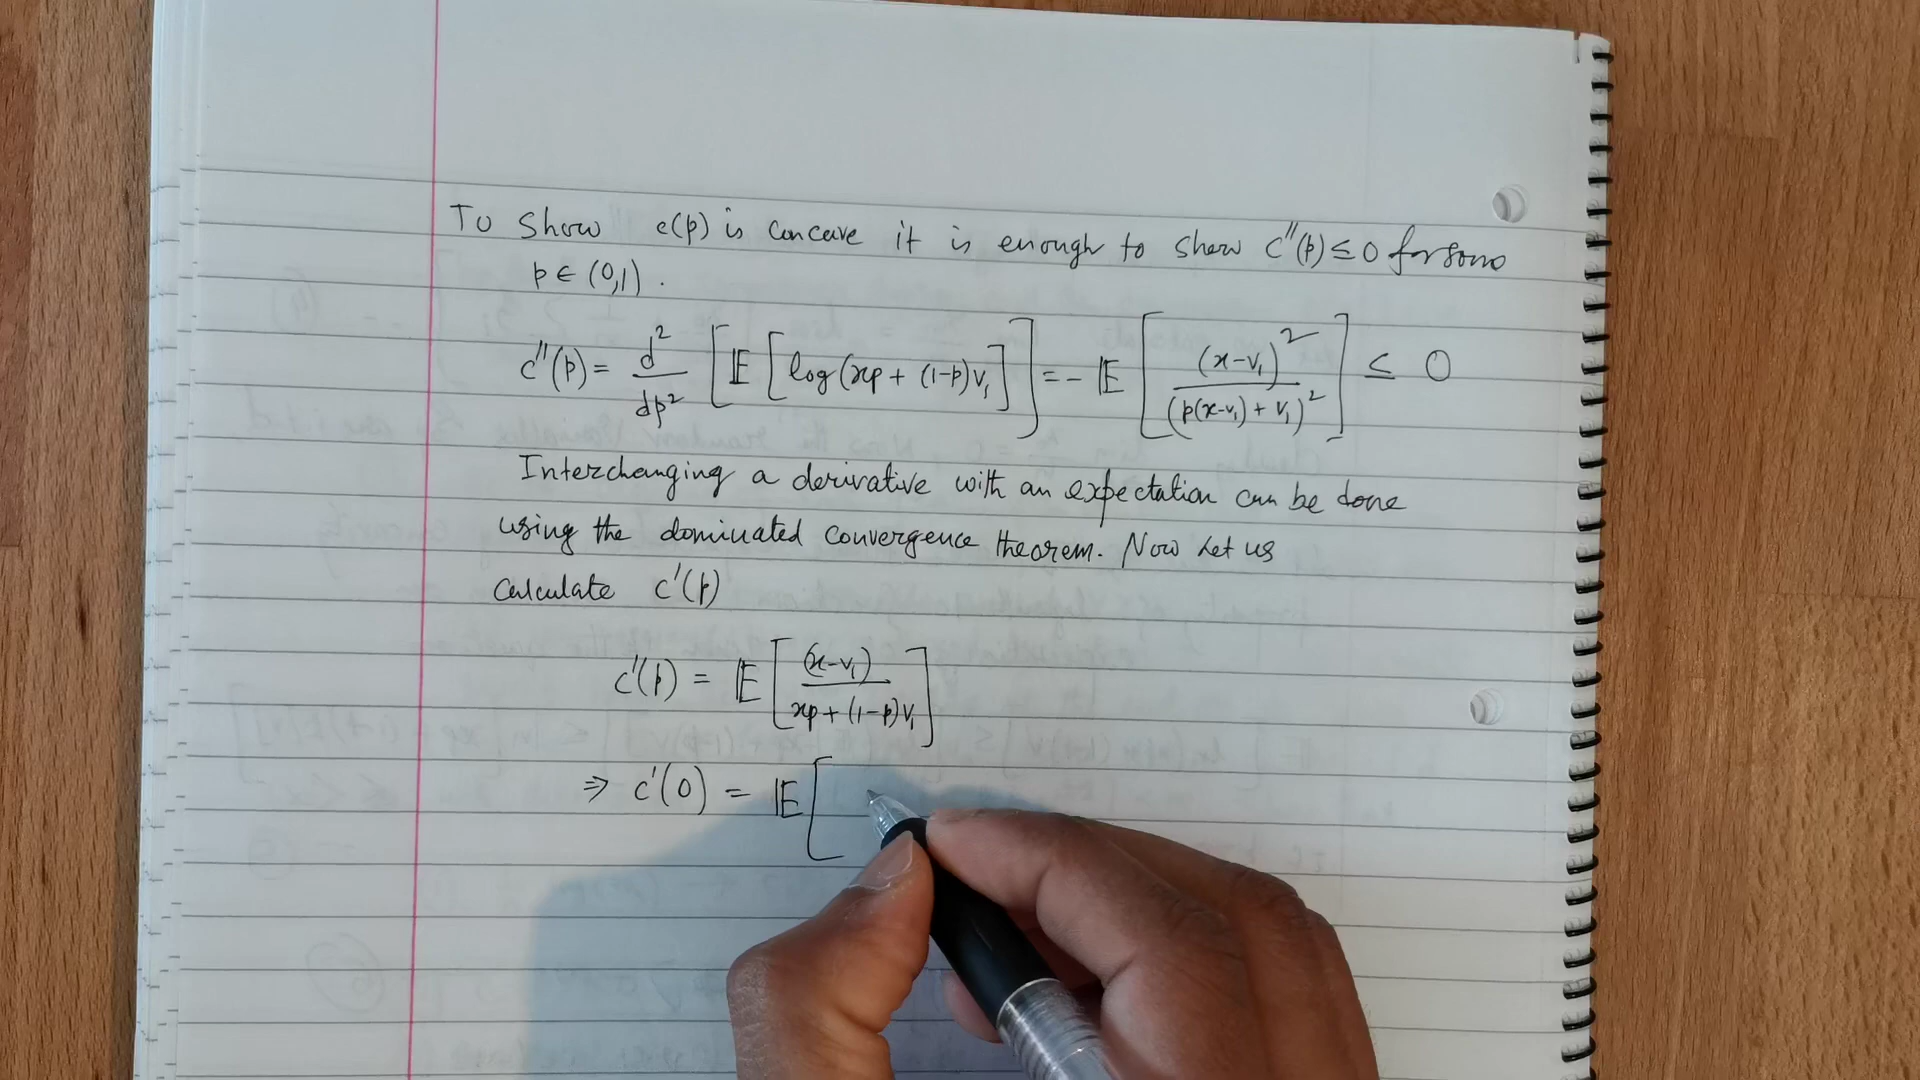 To show c(p) is concave it is enough to show c''(p) ≤ 0 for some
p ∈ (0,1).
c''(p) = d²/dp² [𝔼[log(xp + (1-p)v₁]] = - 𝔼[(x-v₁)²/(p(x-v₁) + v₁)²] ≤ 0
Interchanging a derivative with an expectation can be done
using the dominated convergence theorem. Now let us
calculate c'(p)
c'(p) = 𝔼[(x-v₁)/(xp + (1-p)v₁)]
⇒ c'(0) = 𝔼[